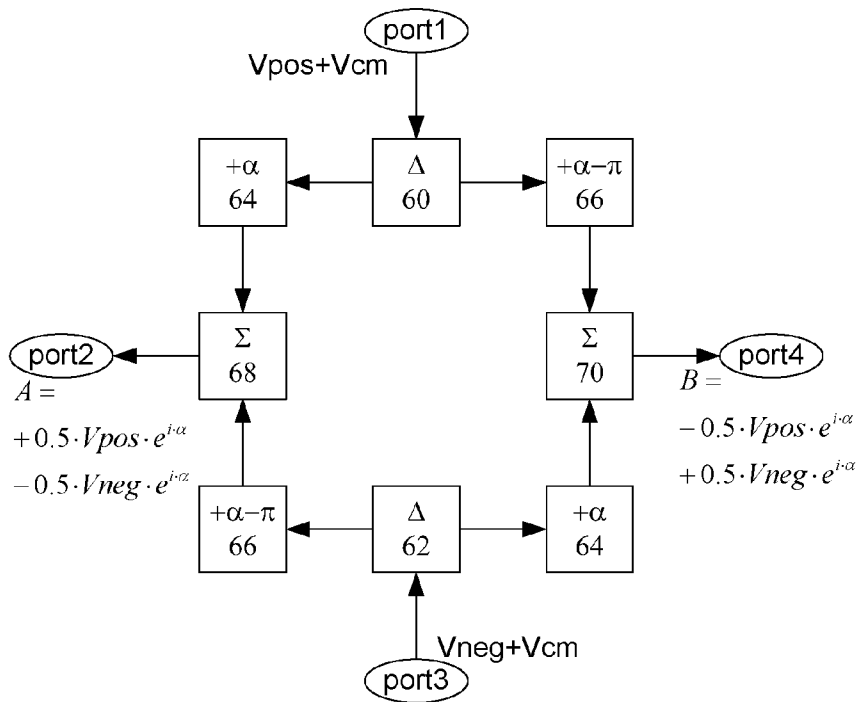 port1
Vpos+Vcm
+α
64
Δ
60
+α−π
66
port2
Σ
68
Σ
70
port4
A =
+ 0.5 · Vpos · e^{i·α}
− 0.5 · Vneg · e^{i·α}
B =
− 0.5 · Vpos · e^{i·α}
+ 0.5 · Vneg · e^{i·α}
+α−π
66
Δ
62
+α
64
Vneg+Vcm
port3